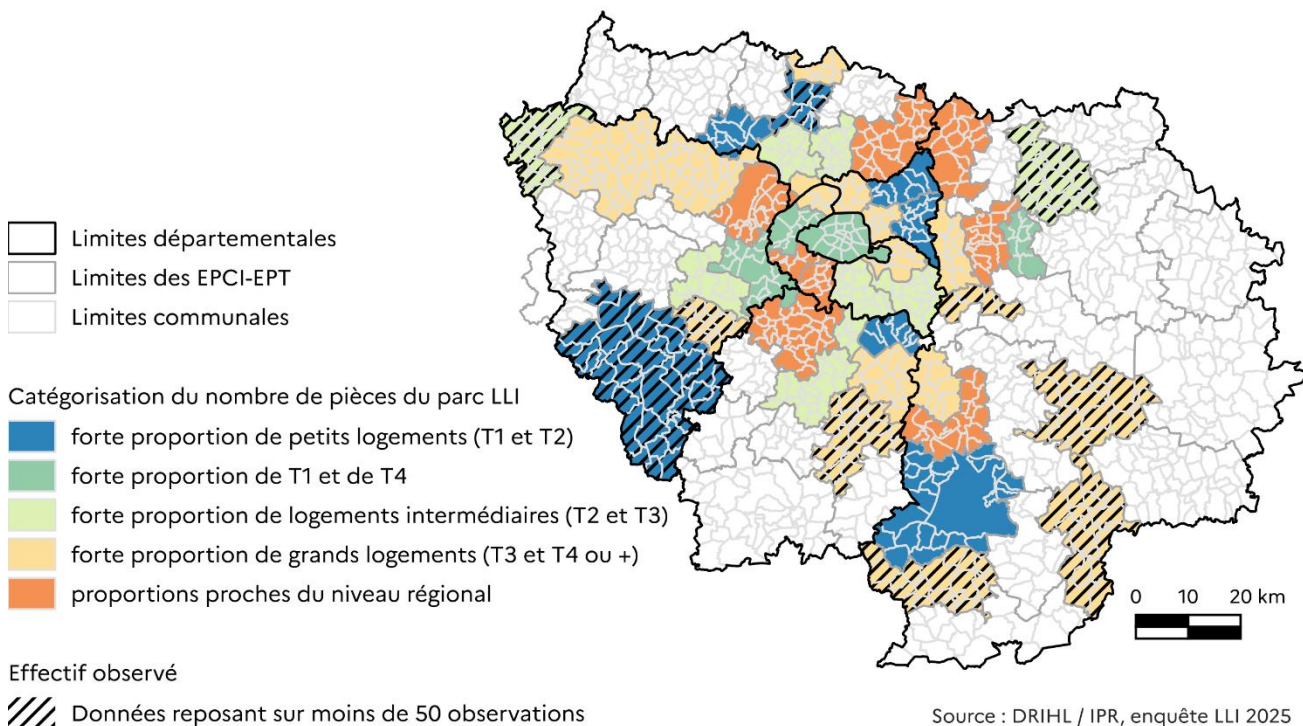 Limites départementales
Limites des EPCI-EPT
Limites communales
Catégorisation du nombre de pièces du parc LLI
forte proportion de petits logements (T1 et T2)
forte proportion de T1 et de T4
forte proportion de logements intermédiaires (T2 et T3)
forte proportion de grands logements (T3 et T4 ou +)
proportions proches du niveau régional
0 10 20 km
Effectif observé
Données reposant sur moins de 50 observations
Source : DRIHL / IPR, enquête LLI 2025